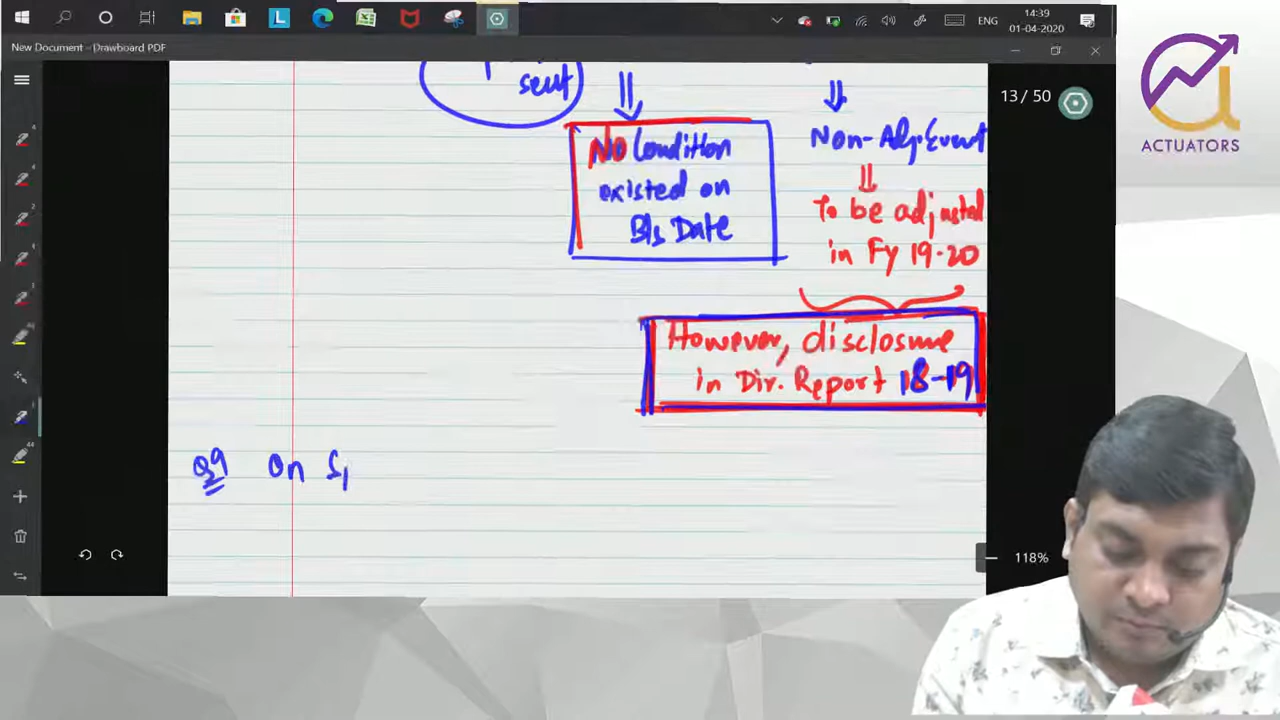 14:39
ENG
01-04-2020
New Document - Drawboard PDF
13 / 50
ACTUATORS
sent
No Condition
existed on
B/s Date
Non-Adj. Event
To be adjusted
in Fy 19-20
However, disclosure
in Dir. Report 18-19
Q9 On
118%